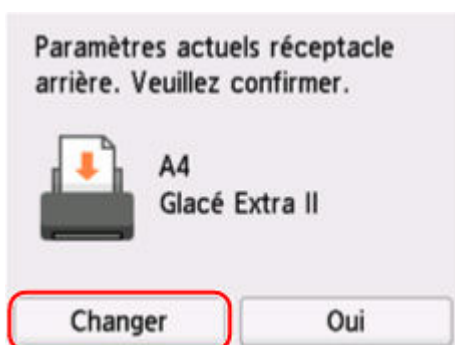 Paramètres actuels réceptacle
arrière. Veuillez confirmer.
A4
Glacé Extra II
Changer
Oui